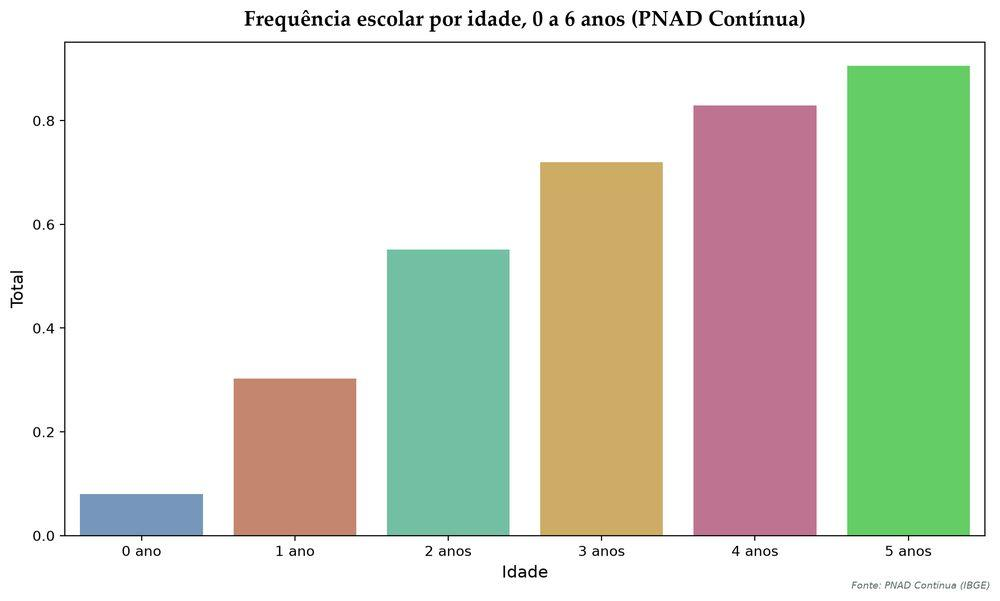 Frequência escolar por idade, 0 a 6 anos (PNAD Contínua)
Total
0.8
0.6
0.4
0.2
0.0
0 ano 1 ano 2 anos 3 anos 4 anos 5 anos
Idade
Fonte: PNAD Contínua (IBGE)